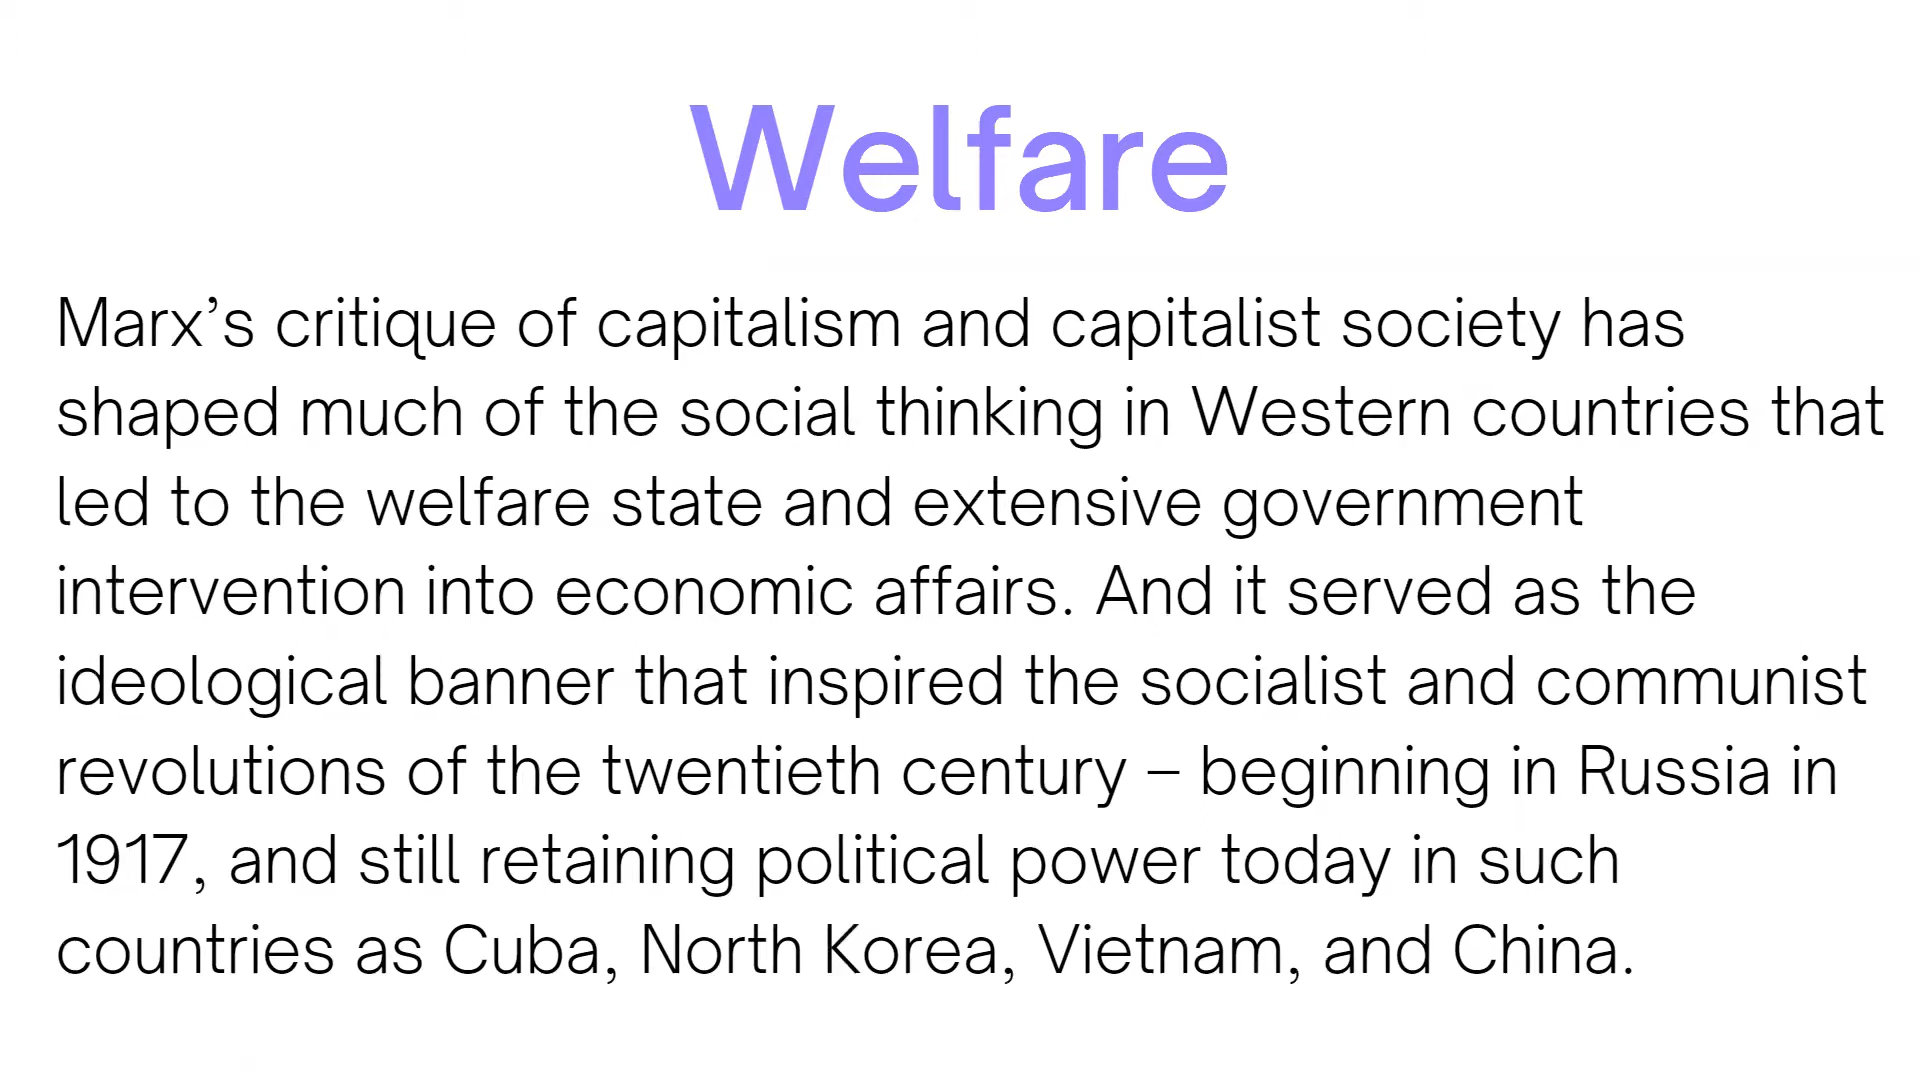 Welfare
Marx’s critique of capitalism and capitalist society has
shaped much of the social thinking in Western countries that
led to the welfare state and extensive government
intervention into economic affairs. And it served as the
ideological banner that inspired the socialist and communist
revolutions of the twentieth century – beginning in Russia in
1917, and still retaining political power today in such
countries as Cuba, North Korea, Vietnam, and China.